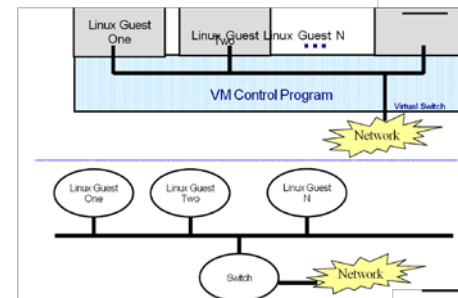 Linux Guest
One
Linux Guest
Two
Linux Guest N
VM Control Program
Virtual Switch
Network
Linux Guest
One
Linux Guest
Two
Linux Guest
N
Switch
Network